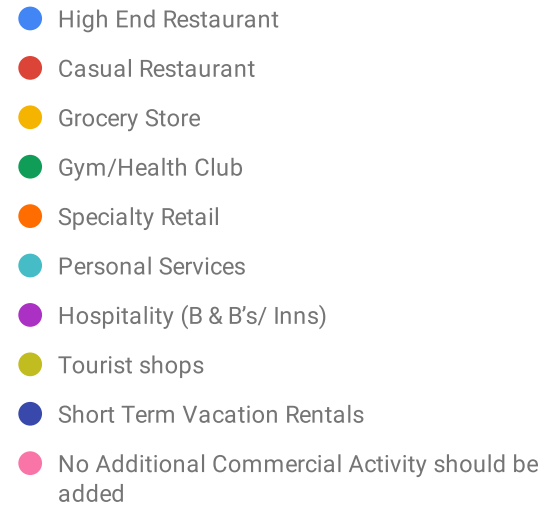 High End Restaurant
Casual Restaurant
Grocery Store
Gym/Health Club
Specialty Retail
Personal Services
Hospitality (B & B’s/ Inns)
Tourist shops
Short Term Vacation Rentals
No Additional Commercial Activity should be
added